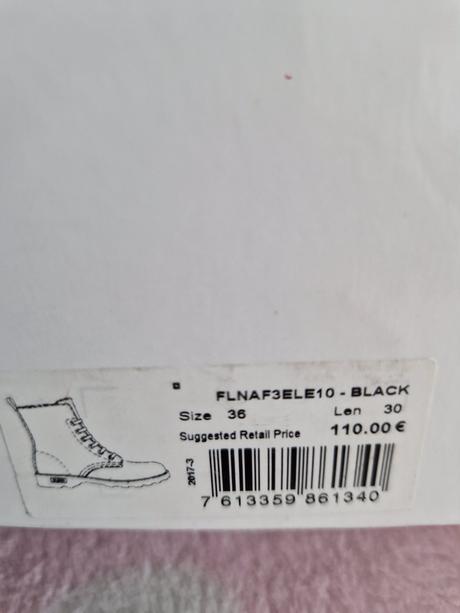 FLNAF3ELE10 - BLACK
Size 36 Len 30
Suggested Retail Price 110.00 €
2017-3
7 613359 861340